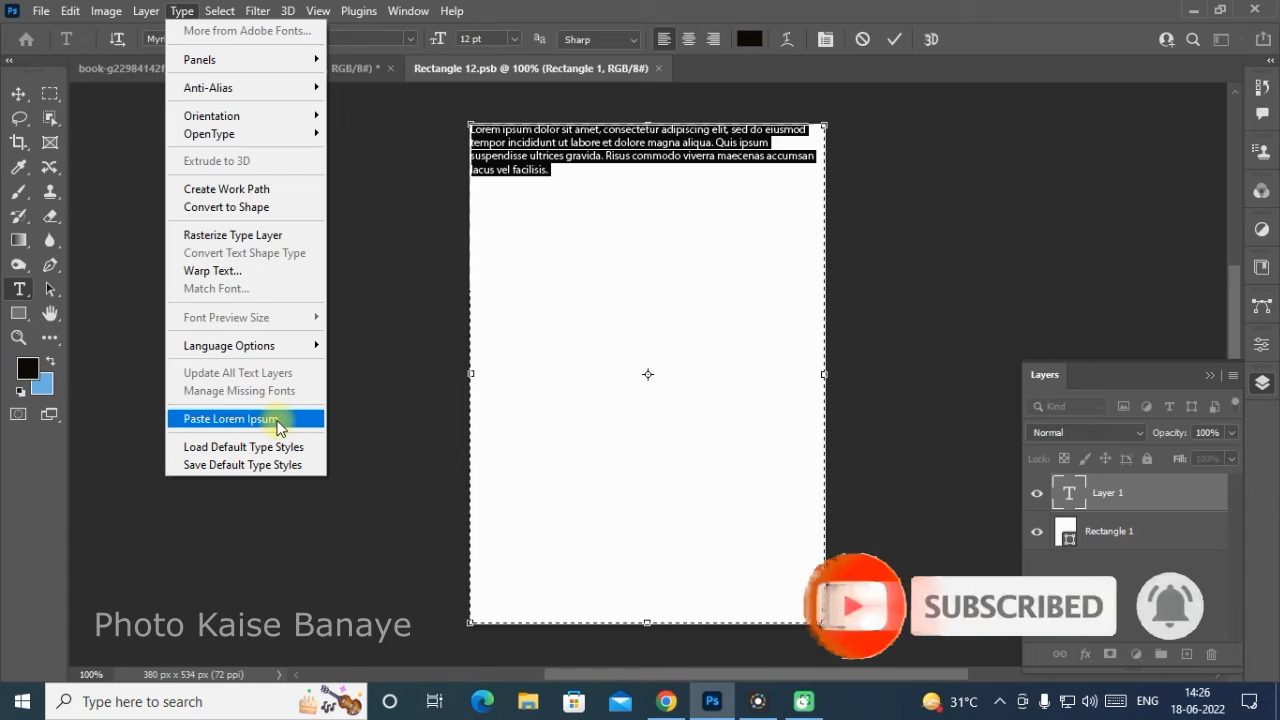 Ps File Edit Image Layer Type Select Filter 3D View Plugins Window Help
12 pt Sharp 3D
RGB/8#) * × Rectangle 12.psb @ 100% (Rectangle 1, RGB/8#) ×
More from Adobe Fonts...
Panels
Anti-Alias
Orientation
OpenType
Extrude to 3D
Create Work Path
Convert to Shape
Rasterize Type Layer
Convert Text Shape Type
Warp Text...
Match Font...
Font Preview Size
Language Options
Update All Text Layers
Manage Missing Fonts
Paste Lorem Ipsum
Load Default Type Styles
Save Default Type Styles
Lorem ipsum dolor sit amet, consectetur adipiscing elit, sed do eiusmod
tempor incididunt ut labore et dolore magna aliqua. Quis ipsum
suspendisse ultrices gravida. Risus commodo viverra maecenas accumsan
lacus vel facilisis.
Layers
Kind
Normal Opacity: 100%
Lock: Fill: 100%
Layer 1
Rectangle 1
Photo Kaise Banaye
SUBSCRIBED
100% 380 px x 534 px (72 ppi)
Type here to search
31°C ENG 14:26
18-06-2022